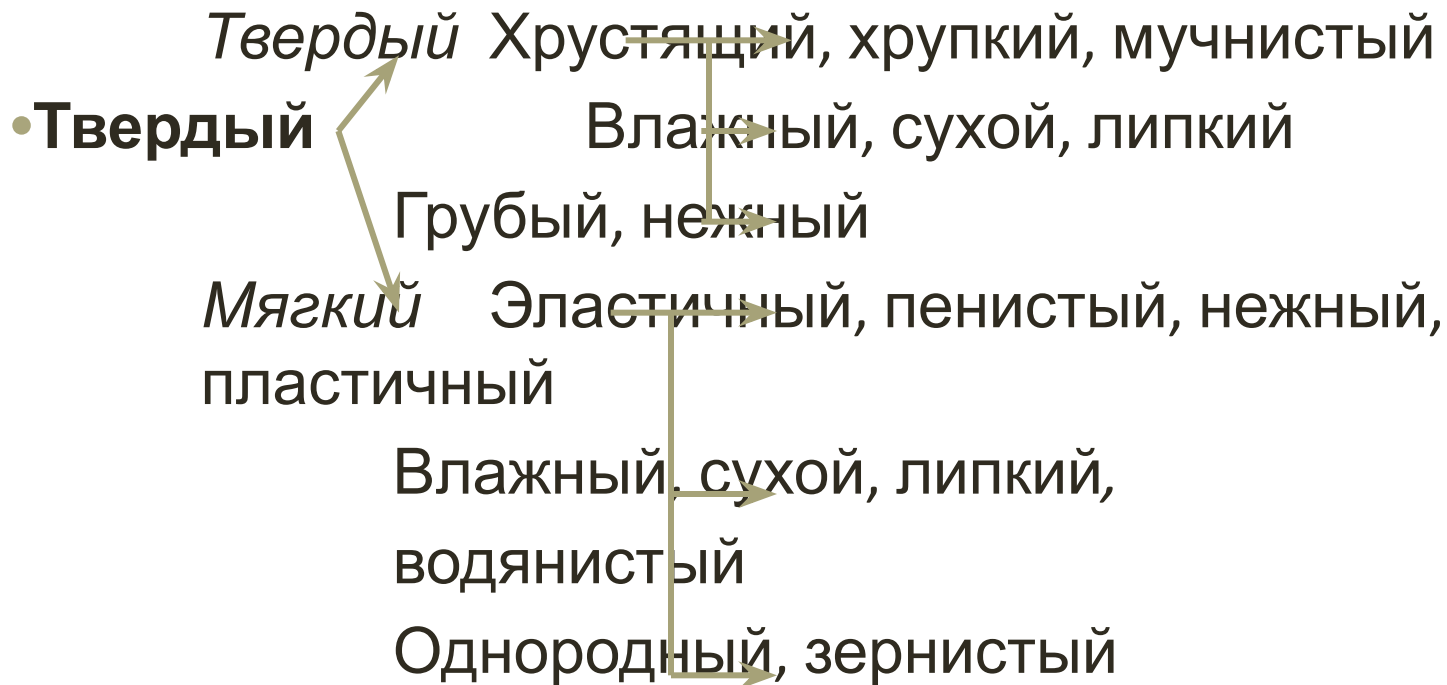 Твердый Хрустящий, хрупкий, мучнистый
•Твердый Влажный, сухой, липкий
Грубый, нежный
Мягкий Эластичный, пенистый, нежный,
пластичный
Влажный, сухой, липкий,
водянистый
Однородный, зернистый